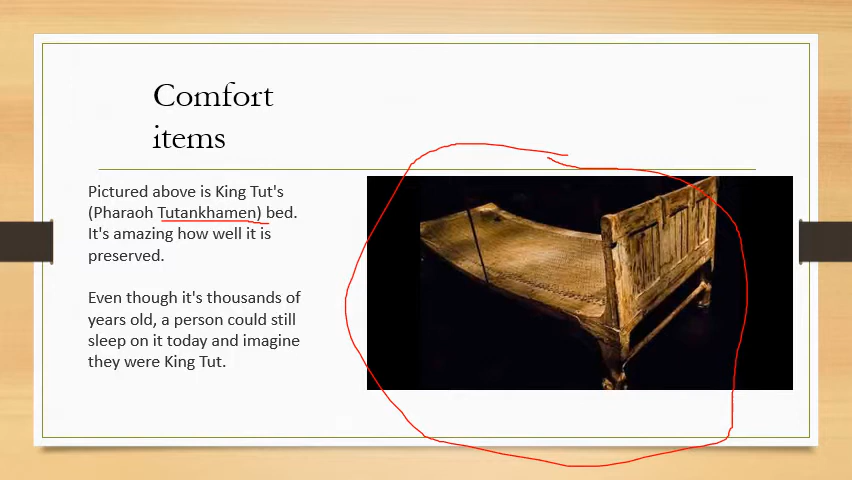 Comfort
items
Pictured above is King Tut's
(Pharaoh Tutankhamen) bed.
It's amazing how well it is
preserved.
Even though it's thousands of
years old, a person could still
sleep on it today and imagine
they were King Tut.